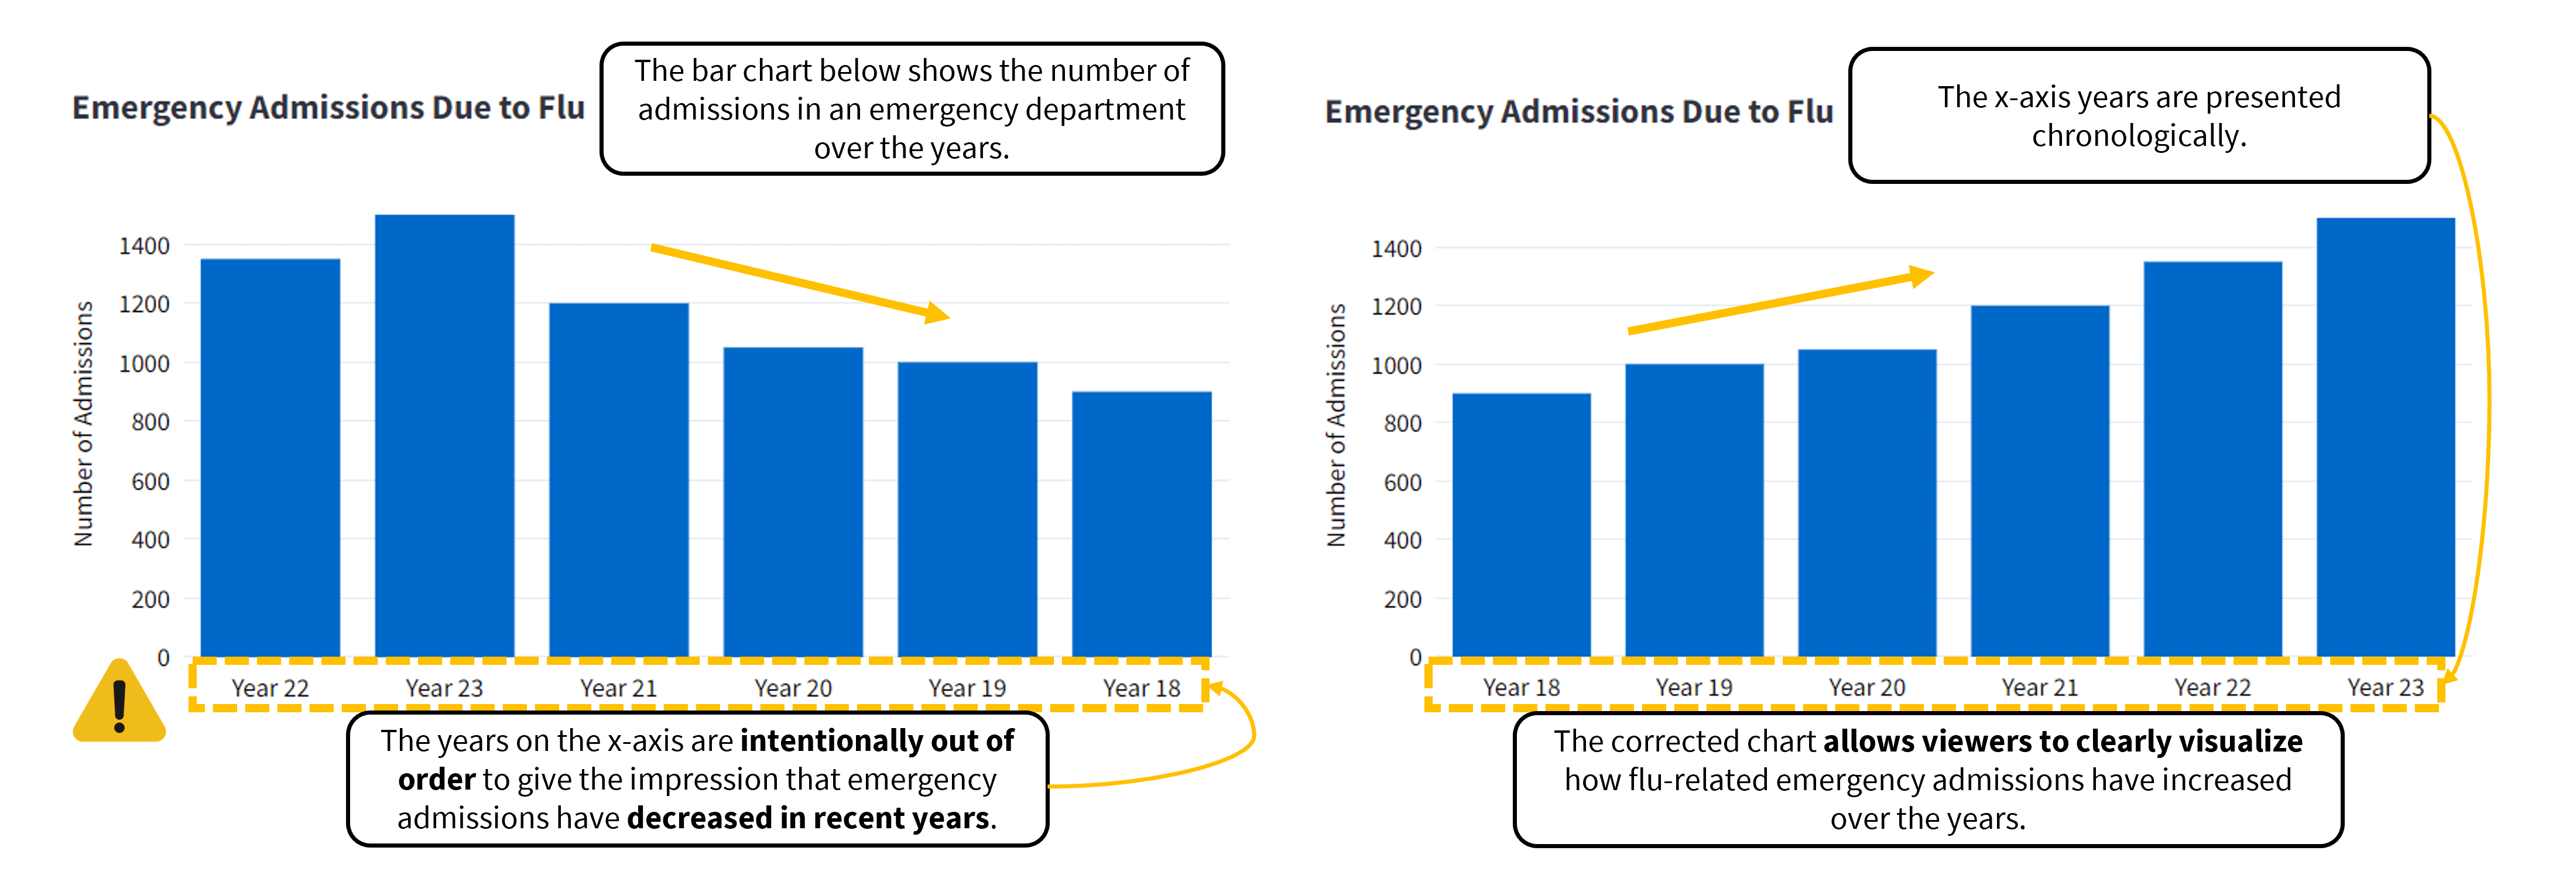 Emergency Admissions Due to Flu
The bar chart below shows the number of
admissions in an emergency department
over the years.
Number of Admissions
1400
1200
1000
800
600
400
200
0
Year 22
Year 23
Year 21
Year 20
Year 19
Year 18
The years on the x-axis are intentionally out of
order to give the impression that emergency
admissions have decreased in recent years.
Emergency Admissions Due to Flu
The x-axis years are presented
chronologically.
Number of Admissions
1400
1200
1000
800
600
400
200
0
Year 18
Year 19
Year 20
Year 21
Year 22
Year 23
The corrected chart allows viewers to clearly visualize
how flu-related emergency admissions have increased
over the years.